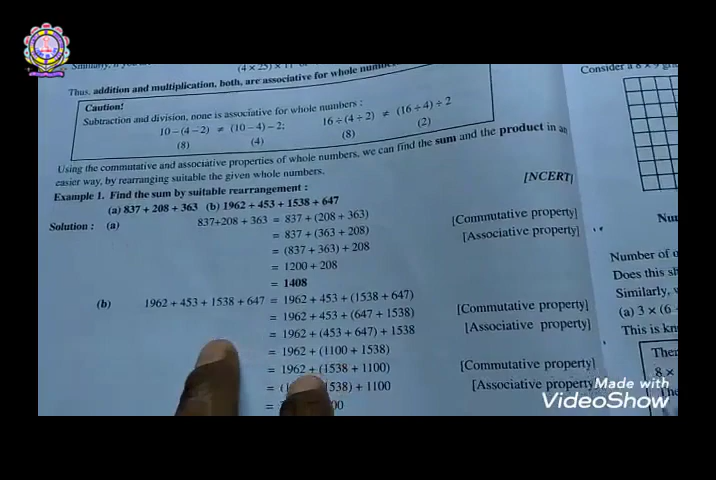 Similarly,
(4 × 25) × 11
Thus, addition and multiplication, both, are associative for whole numbers
Caution!
Subtraction and division, none is associative for whole numbers :
10 – (4 – 2) ≠ (10 – 4) – 2; 16 ÷ (4 ÷ 2) ≠ (16 ÷ 4) ÷ 2
(8) (4) (8) (2)
Using the commutative and associative properties of whole numbers, we can find the sum and the product in an
easier way, by rearranging suitable the given whole numbers.
Example 1. Find the sum by suitable rearrangement : [NCERT]
(a) 837 + 208 + 363 (b) 1962 + 453 + 1538 + 647
Solution : (a) 837+208 + 363 = 837 + (208 + 363)
= 837 + (363 + 208) [Commutative property]
= (837 + 363) + 208 [Associative property]
= 1200 + 208
= 1408
(b) 1962 + 453 + 1538 + 647 = 1962 + 453 + (1538 + 647)
= 1962 + 453 + (647 + 1538) [Commutative property]
= 1962 + (453 + 647) + 1538 [Associative property]
= 1962 + (1100 + 1538)
= 1962 + (1538 + 1100) [Commutative property]
= ( 538) + 1100 [Associative property]
= 00
Consider a 8 × 9
Number of
Does this
Similarly,
(a) 3 × (6
This is
8 ×
Made with
VideoShow